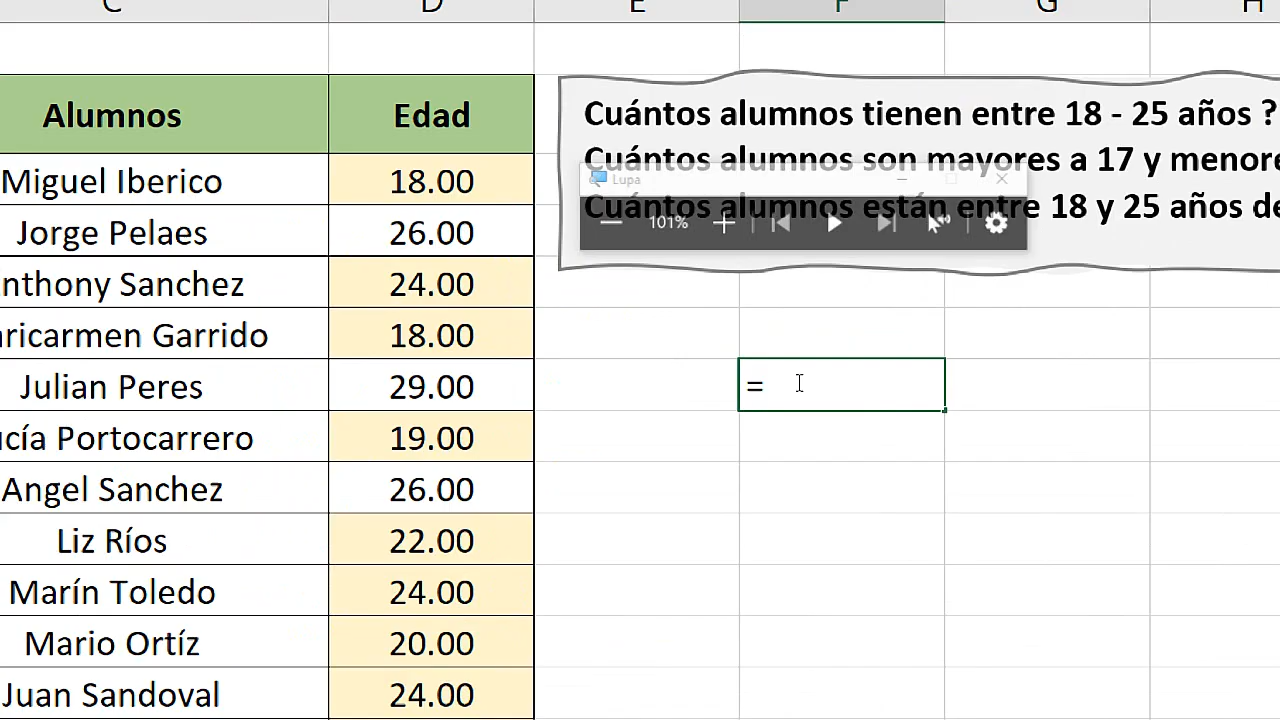 C D E F G H
Alumnos Edad
Cuántos alumnos tienen entre 18 - 25 años ?
Cuántos alumnos son mayores a 17 y menore
Lupa
Cuántos alumnos están entre 18 y 25 años de
101%
Miguel Iberico 18.00
Jorge Pelaes 26.00
nthony Sanchez 24.00
aricarmen Garrido 18.00
Julian Peres 29.00
=
ucía Portocarrero 19.00
Angel Sanchez 26.00
Liz Ríos 22.00
Marín Toledo 24.00
Mario Ortíz 20.00
Juan Sandoval 24.00